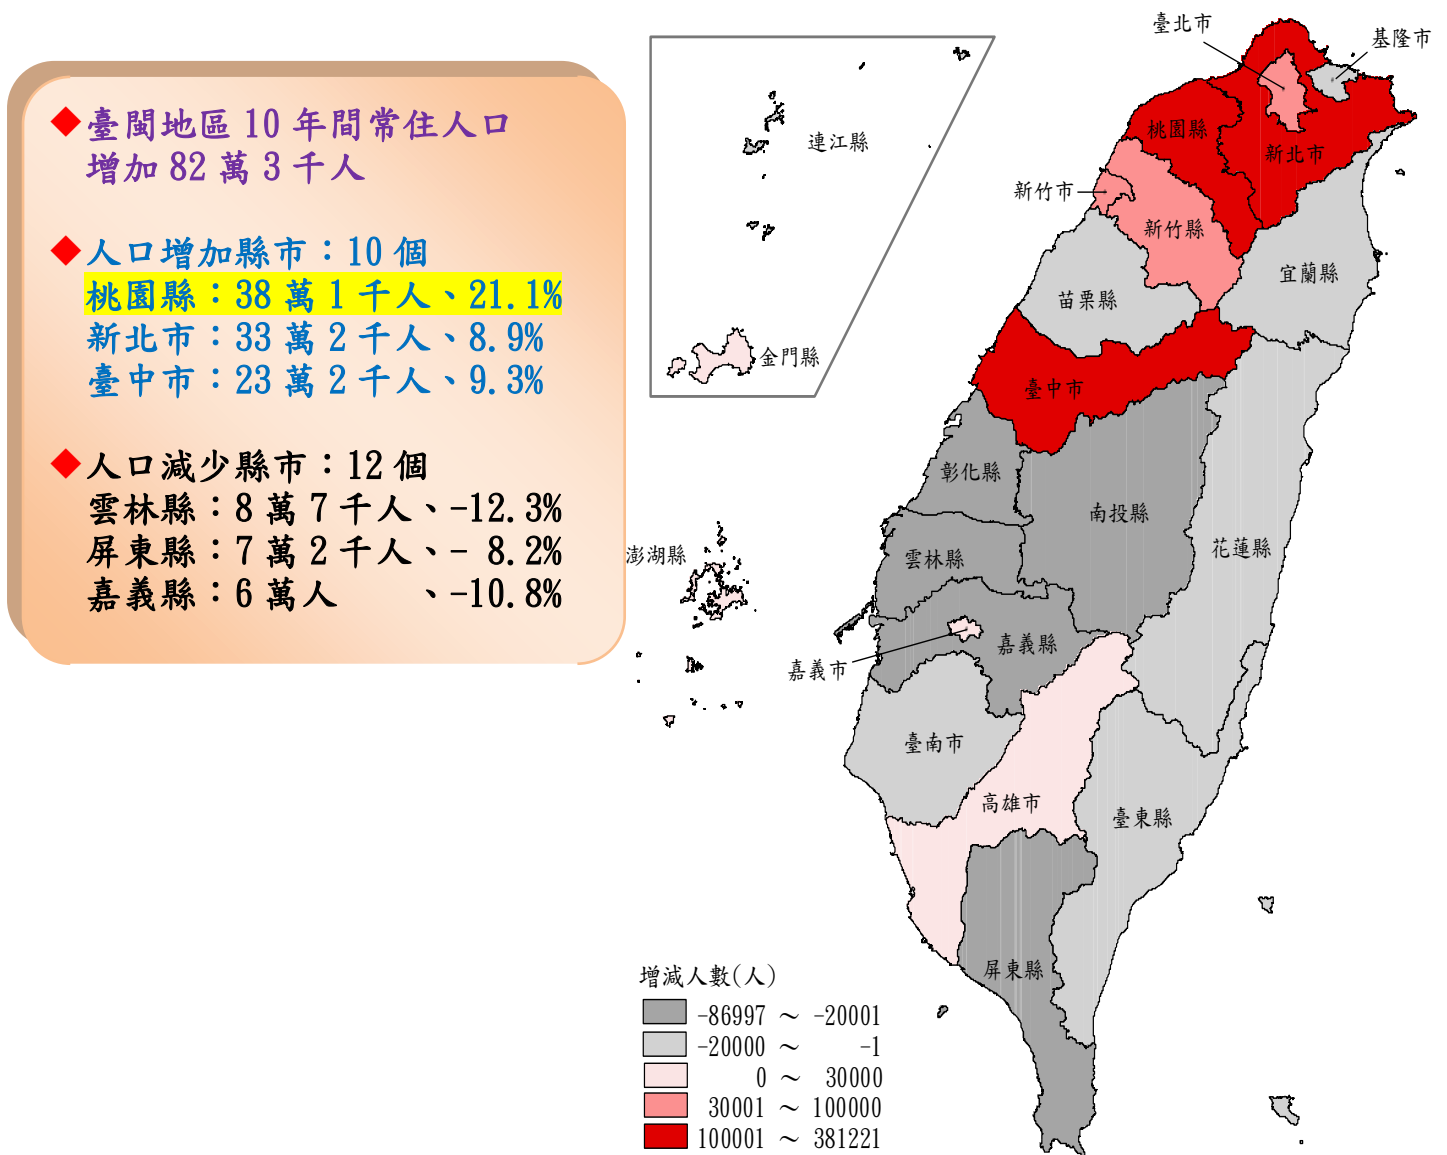 ◆臺閩地區 10 年間常住人口
增加 82 萬 3 千人
◆人口增加縣市：10 個
桃園縣：38 萬 1 千人、21.1%
新北市：33 萬 2 千人、8.9%
臺中市：23 萬 2 千人、9.3%
◆人口減少縣市：12 個
雲林縣：8 萬 7 千人、-12.3%
屏東縣：7 萬 2 千人、- 8.2%
嘉義縣：6 萬人　　、-10.8%
臺北市
基隆市
連江縣
桃園縣
新北市
新竹市
新竹縣
宜蘭縣
苗栗縣
金門縣
臺中市
彰化縣
南投縣
花蓮縣
澎湖縣
雲林縣
嘉義縣
嘉義市
臺南市
高雄市
臺東縣
屏東縣
增減人數(人)
-86997 ～ -20001
-20000 ～ -1
0 ～ 30000
30001 ～ 100000
100001 ～ 381221